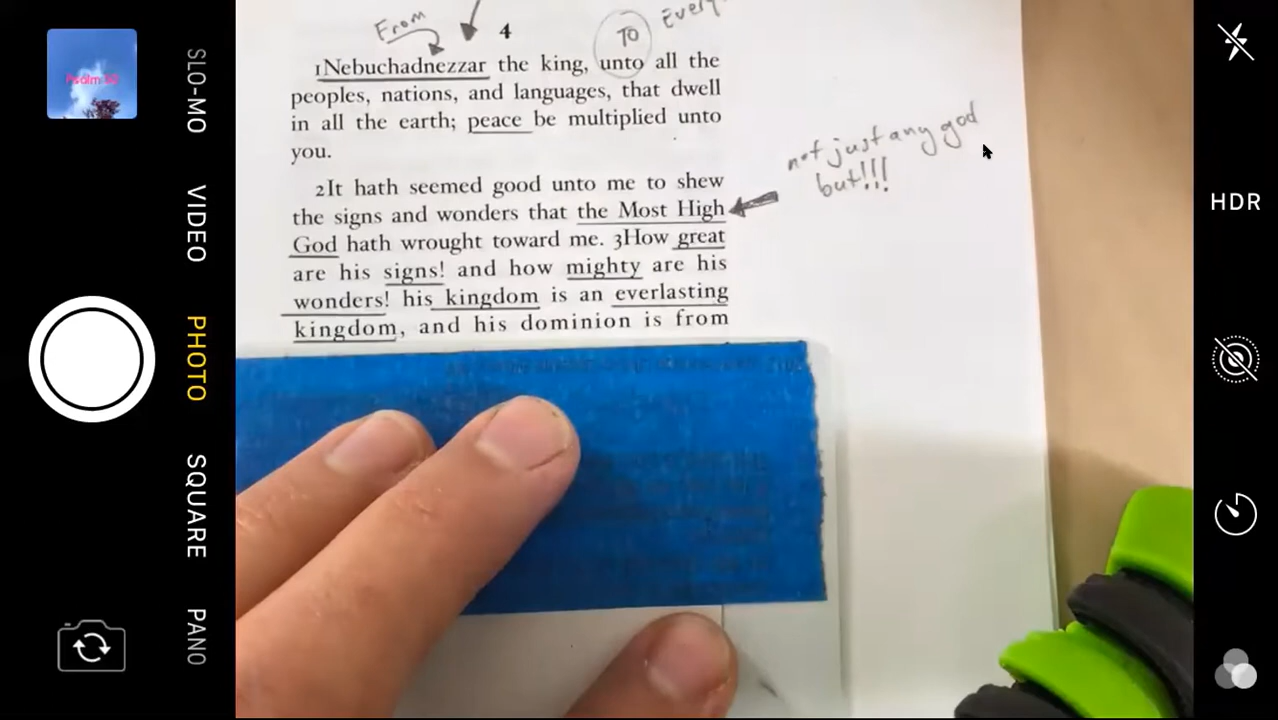 Psalm
SLO-MO
VIDEO
PHOTO
SQUARE
PANO
From
4
TO
Every
1Nebuchadnezzar the king, unto all the
peoples, nations, and languages, that dwell
in all the earth; peace be multiplied unto
you.
2It hath seemed good unto me to shew
the signs and wonders that the Most High
God hath wrought toward me. 3How great
are his signs! and how mighty are his
wonders! his kingdom is an everlasting
kingdom, and his dominion is from
not just any god
but!!!
HDR